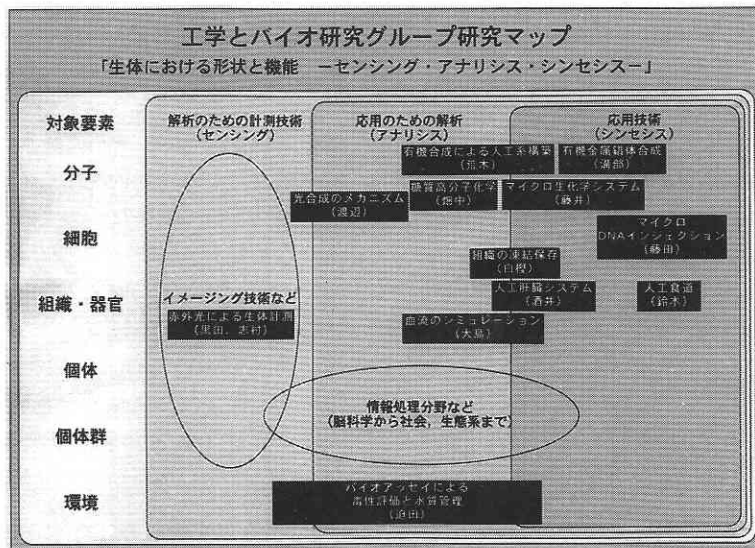 工学とバイオ研究グループ研究マップ
「生体における形状と機能 －センシング・アナリシス・シンセシス－」
対象要素
分子
細胞
組織・器官
個体
個体群
環境
解析のための計測技術
(センシング)
応用のための解析
(アナリシス)
応用技術
(シンセシス)
有機合成による人工系構築
(荒木)
有機金属錯体合成
(溝部)
糖質高分子化学
(畑中)
マイクロ生化学システム
(藤井)
光合成のメカニズム
(渡辺)
マイクロ
DNAインジェクション
(藤田)
組織の凍結保存
(白樫)
人工肝臓システム
(酒井)
人工食道
(鈴木)
イメージング技術など
赤外光による生体計測
(黒田，志村)
血流のシミュレーション
(大島)
情報処理分野など
(脳科学から社会，生態系まで)
バイオアッセイによる
毒性評価と水質管理
(迫田)